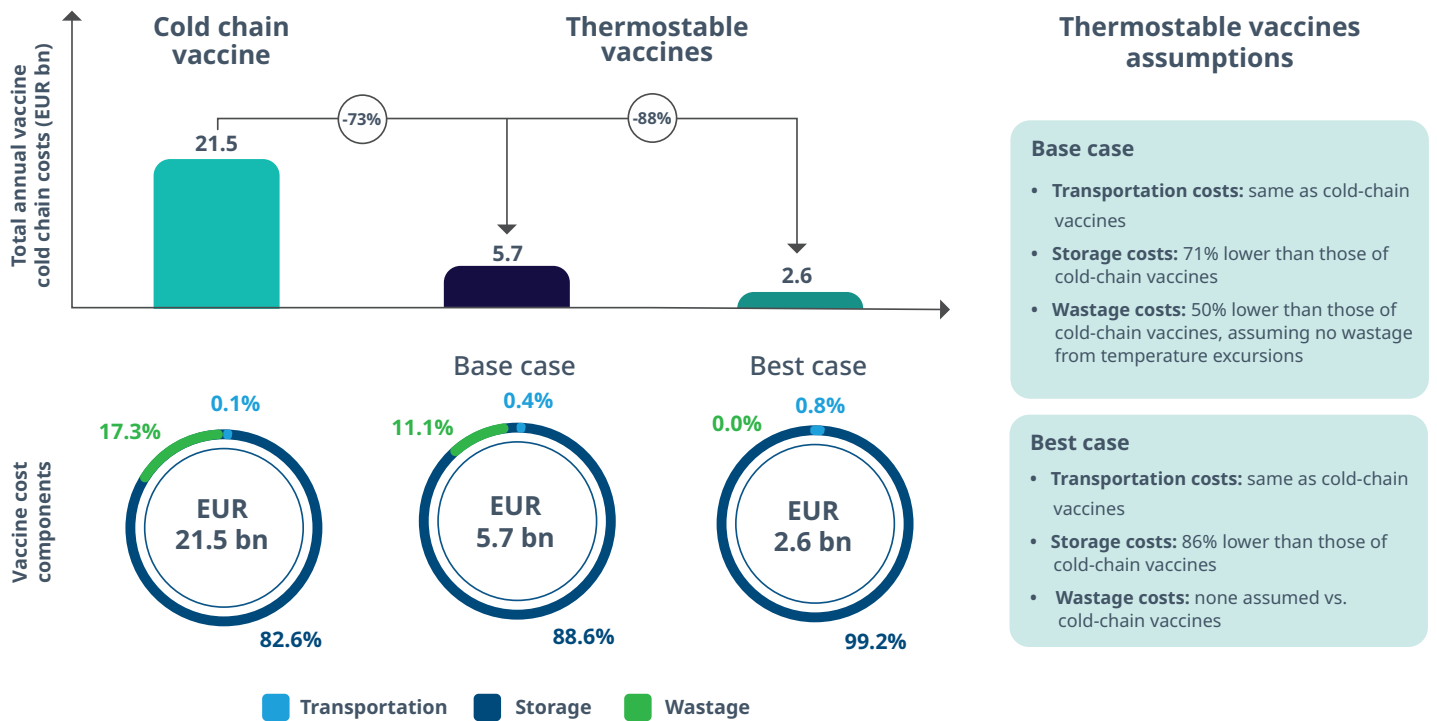 Total annual vaccine
cold chain costs (EUR bn)
Cold chain
vaccine
Thermostable
vaccines
-73%
-88%
21.5
5.7
2.6
Vaccine cost
components
0.1%
17.3%
EUR
21.5 bn
82.6%
Base case
0.4%
11.1%
EUR
5.7 bn
88.6%
Best case
0.8%
0.0%
EUR
2.6 bn
99.2%
Transportation
Storage
Wastage
Thermostable vaccines
assumptions
Base case
• Transportation costs: same as cold-chain
vaccines
• Storage costs: 71% lower than those of
cold-chain vaccines
• Wastage costs: 50% lower than those of
cold-chain vaccines, assuming no wastage
from temperature excursions
Best case
• Transportation costs: same as cold-chain
vaccines
• Storage costs: 86% lower than those of
cold-chain vaccines
• Wastage costs: none assumed vs.
cold-chain vaccines